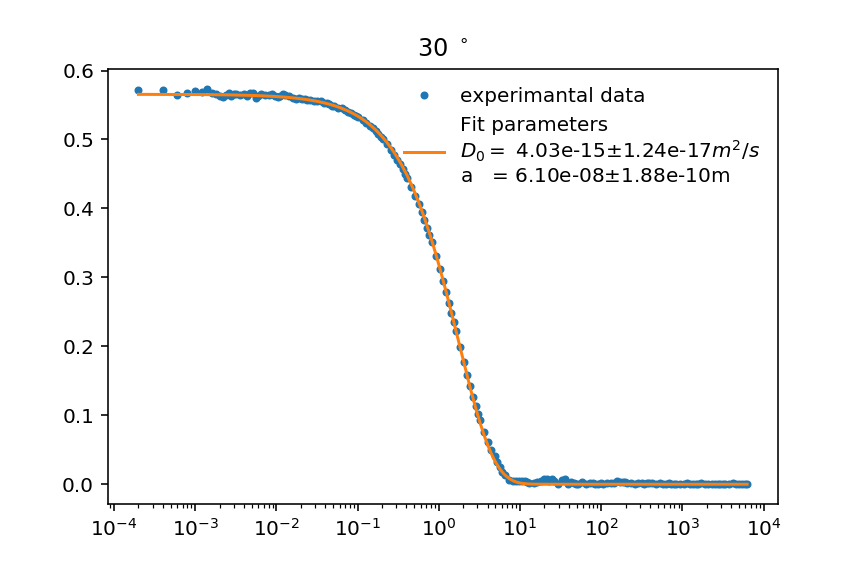 30 °
experimantal data
Fit parameters
D₀ = 4.03e-15±1.24e-17m²/s
a = 6.10e-08±1.88e-10m
0.6
0.5
0.4
0.3
0.2
0.1
0.0
10⁻⁴ 10⁻³ 10⁻² 10⁻¹ 10⁰ 10¹ 10² 10³ 10⁴